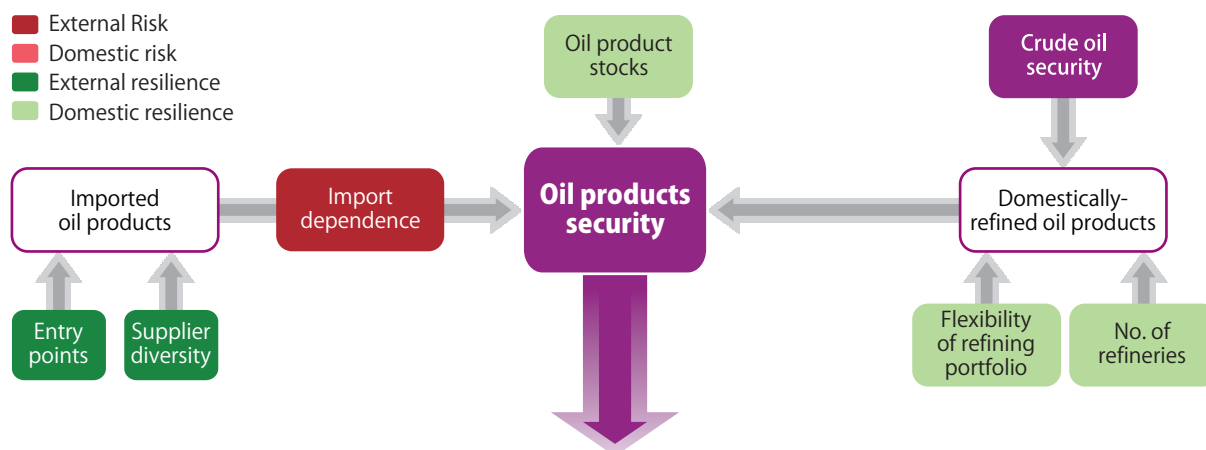 External Risk
Domestic risk
External resilience
Domestic resilience
Oil product
stocks
Crude oil
security
Imported
oil products
Import
dependence
Oil products
security
Domestically-
refined oil products
Entry
points
Supplier
diversity
Flexibility
of refining
portfolio
No. of
refineries